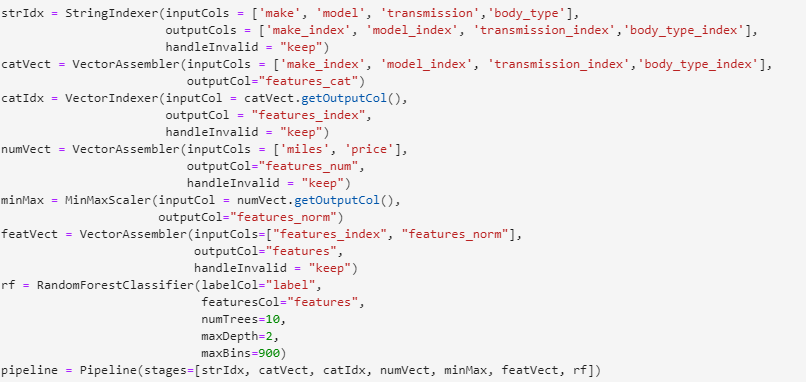 strIdx = StringIndexer(inputCols = ['make', 'model', 'transmission','body_type'],
outputCols = ['make_index', 'model_index', 'transmission_index','body_type_index'],
handleInvalid = "keep")
catVect = VectorAssembler(inputCols = ['make_index', 'model_index', 'transmission_index','body_type_index'],
outputCol="features_cat")
catIdx = VectorIndexer(inputCol = catVect.getOutputCol(),
outputCol = "features_index",
handleInvalid = "keep")
numVect = VectorAssembler(inputCols = ['miles', 'price'],
outputCol="features_num",
handleInvalid = "keep")
minMax = MinMaxScaler(inputCol = numVect.getOutputCol(),
outputCol="features_norm")
featVect = VectorAssembler(inputCols=["features_index", "features_norm"],
outputCol="features",
handleInvalid = "keep")
rf = RandomForestClassifier(labelCol="label",
featuresCol="features",
numTrees=10,
maxDepth=2,
maxBins=900)
pipeline = Pipeline(stages=[strIdx, catVect, catIdx, numVect, minMax, featVect, rf])